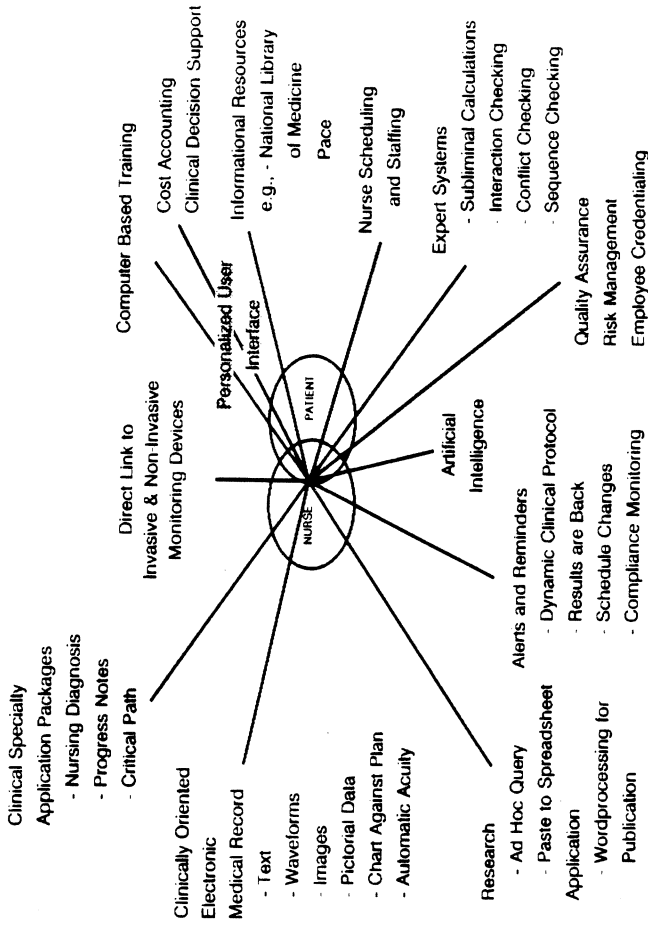 Clinical Specialty
Application Packages
- Nursing Diagnosis
- Progress Notes
- Critical Path
Direct Link to
Invasive & Non-Invasive
Monitoring Devices
Computer Based Training
Cost Accounting
Clinical Decision Support
Personalized User
Interface
Informational Resources
e.g., - National Library
of Medicine
Pace
Clinically Oriented
Electronic
Medical Record
- Text
- Waveforms
- Images
- Pictorial Data
- Chart Against Plan
- Automatic Acuity
NURSE
PATIENT
Nurse Scheduling
and Staffing
Expert Systems
- Subliminal Calculations
- Interaction Checking
- Conflict Checking
- Sequence Checking
Artificial
Intelligence
Research
- Ad Hoc Query
- Paste to Spreadsheet
Application
- Wordprocessing for
Publication
Alerts and Reminders
- Dynamic Clinical Protocol
- Results are Back
- Schedule Changes
- Compliance Monitoring
Quality Assurance
Risk Management
Employee Credentialing